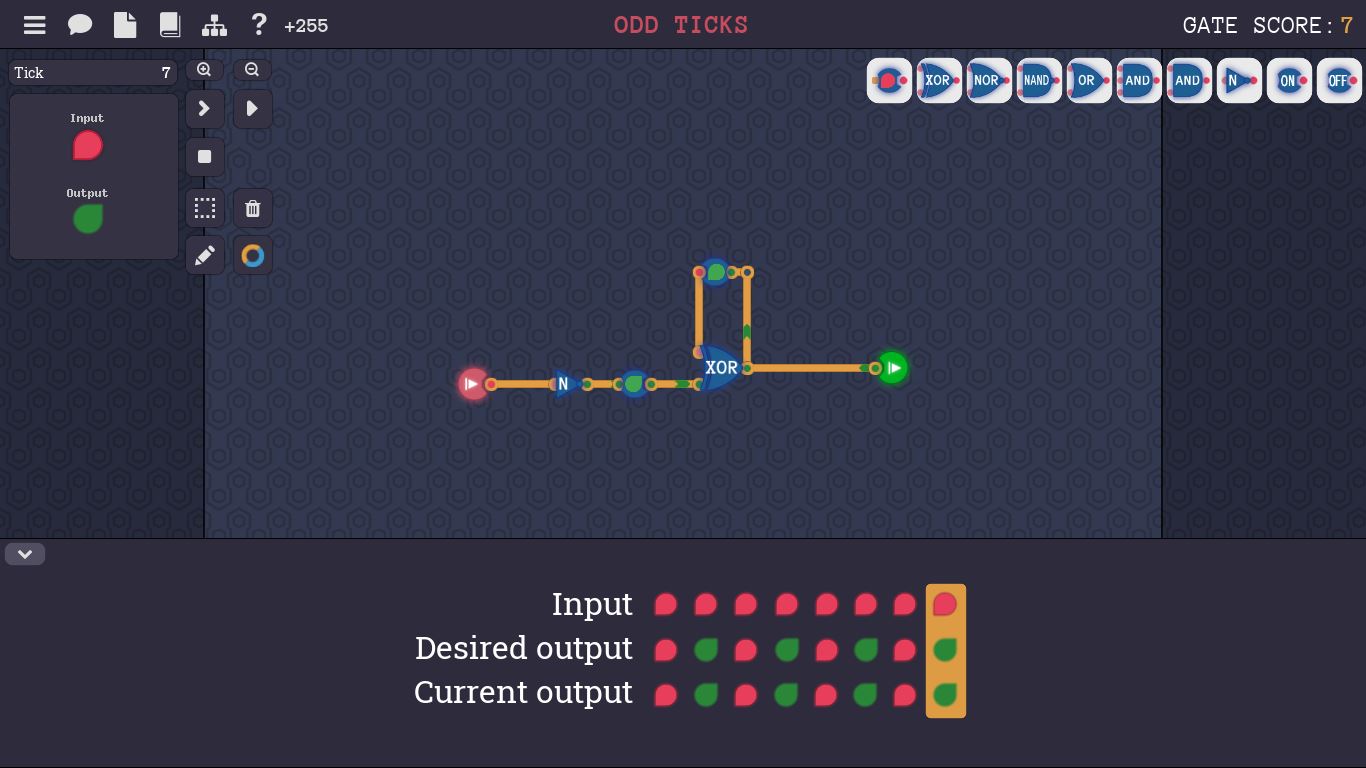 +255
ODD TICKS
GATE SCORE: 7
Tick 7
XOR
NOR
NAND
OR
AND
AND
N
ON
OFF
Input
Output
N
XOR
Input
Desired output
Current output